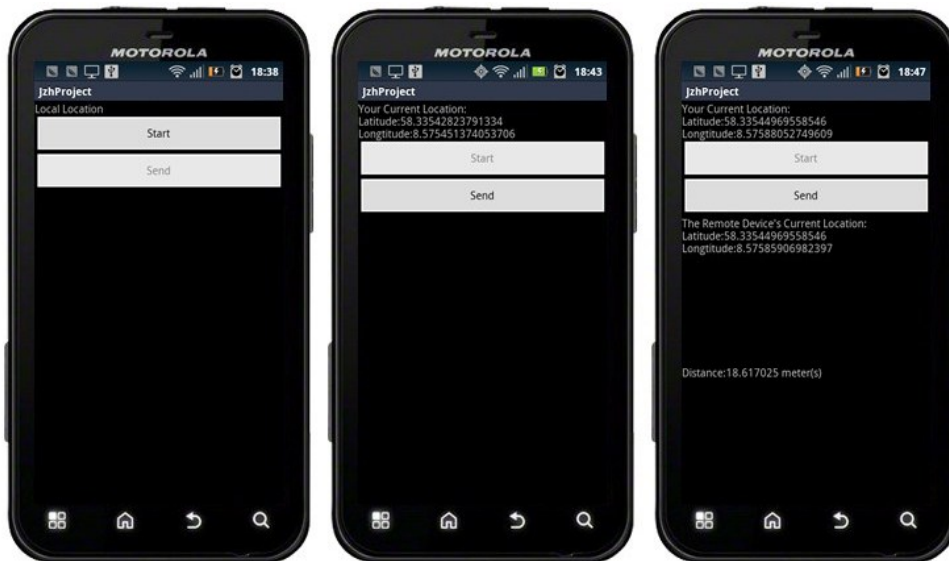 MOTOROLA
18:38
JzhProject
Local Location
Start
Send
MOTOROLA
18:43
JzhProject
Your Current Location:
Latitude:58.33542823791334
Longtitude:8.575451374053706
Start
Send
MOTOROLA
18:47
JzhProject
Your Current Location:
Latitude:58.33544969558546
Longtitude:8.57588052749609
Start
Send
The Remote Device's Current Location:
Latitude:58.33544969558546
Longtitude:8.57585906982397
Distance:18.617025 meter(s)